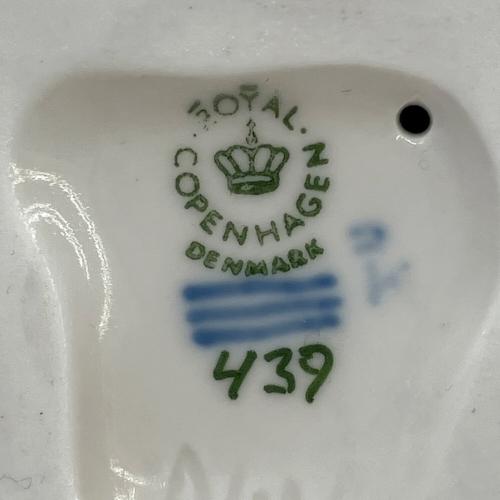 ROYAL.
COPENHAGEN
DENMARK
439